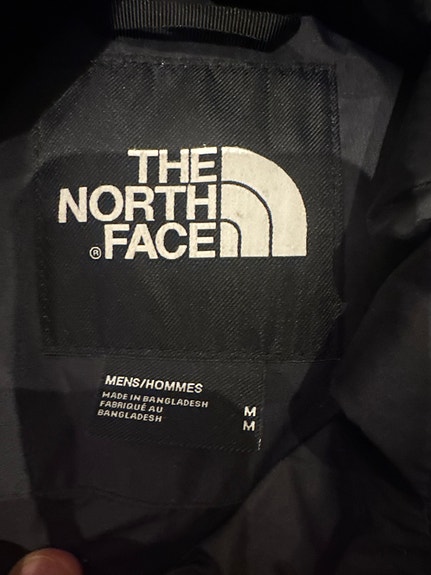 THE
NORTH
® FACE
MENS/HOMMES
MADE IN BANGLADESH
FABRIQUÉ AU
BANGLADESH
M
M